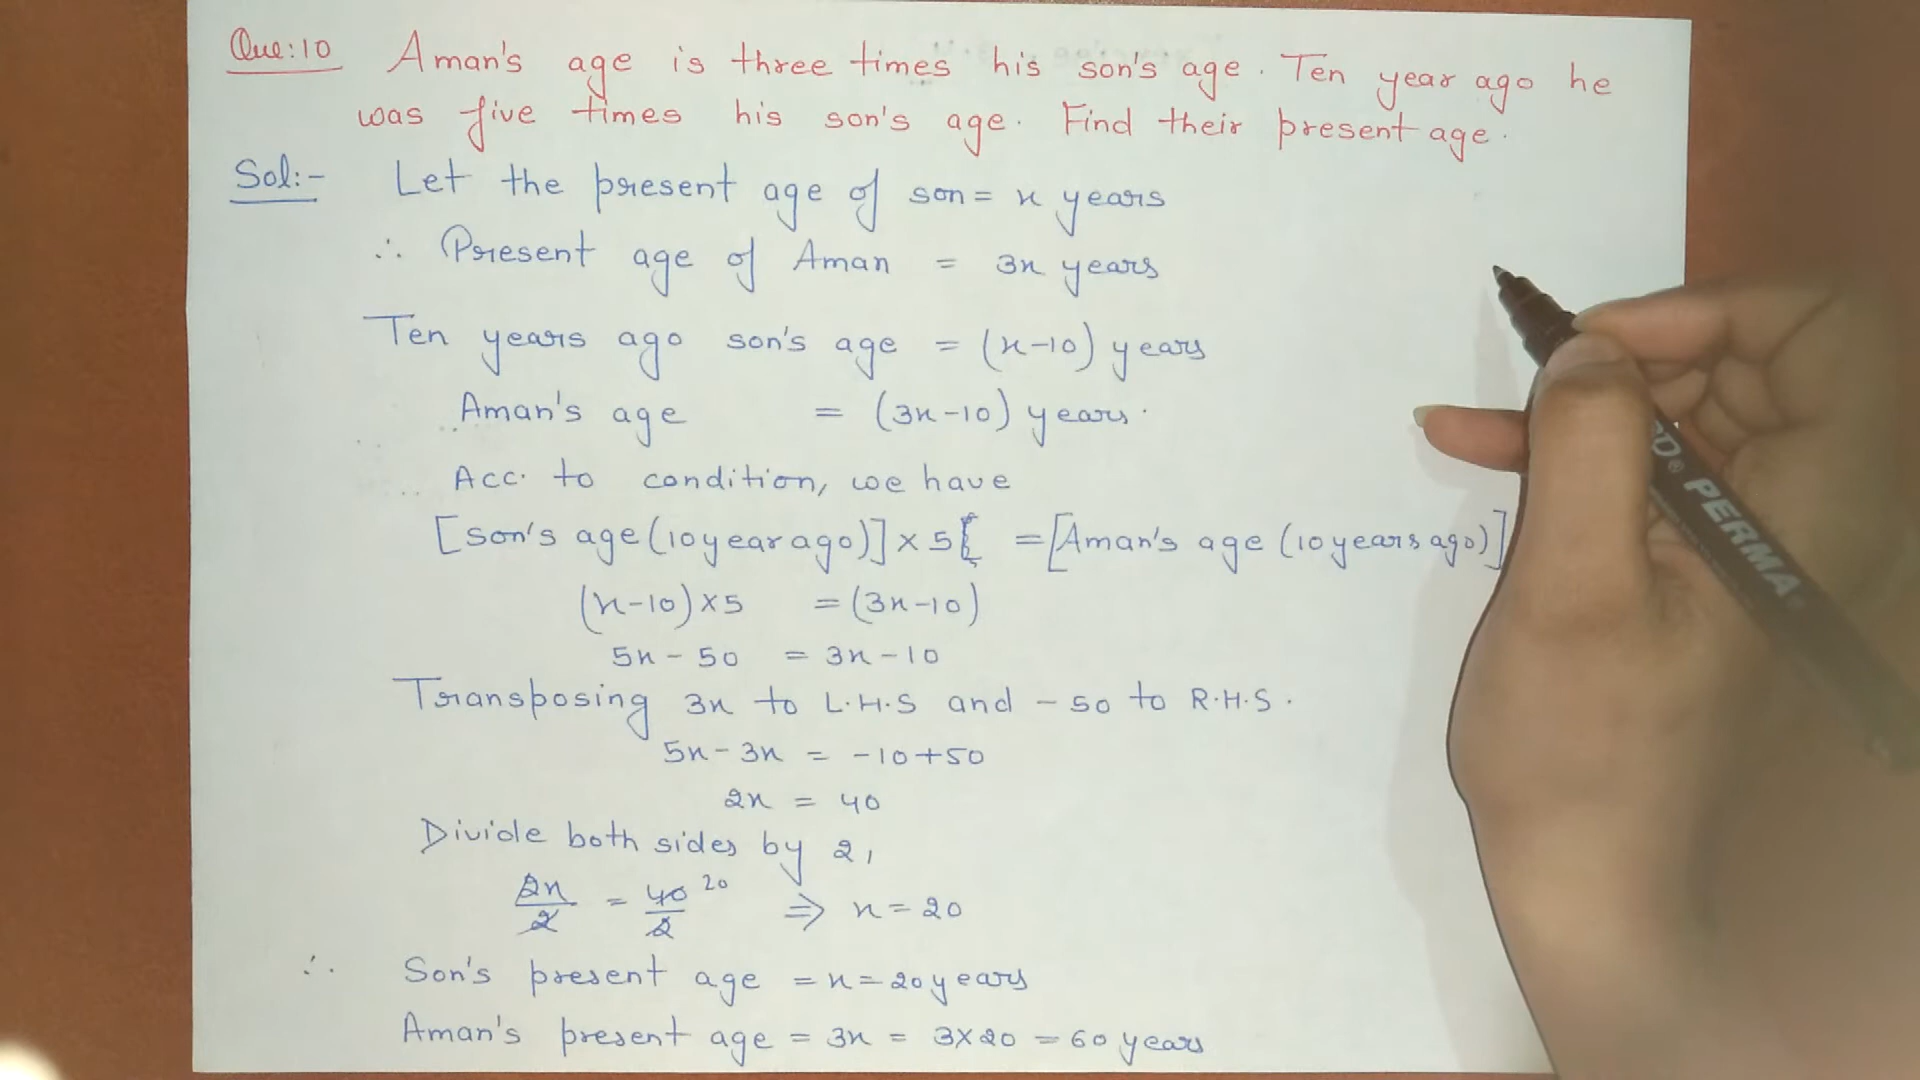 Que:10 Aman's age is three times his son's age. Ten year ago he
was five times his son's age. Find their present age.
Sol:- Let the present age of son = x years
∴ Present age of Aman = 3x years
Ten years ago son's age = (x-10) years
Aman's age = (3x-10) years.
Acc. to condition, we have
[son's age (10 year ago)] × 5 = [Aman's age (10 years ago)]
(x-10) × 5 = (3x-10)
5x - 50 = 3x - 10
Transposing 3x to L.H.S and - 50 to R.H.S.
5x - 3x = -10+50
2x = 40
Divide both sides by 2,
2x/2 = 40/2 20 ⇒ x = 20
∴ Son's present age = x = 20 years
Aman's present age = 3x = 3×20 = 60 years
PERMA